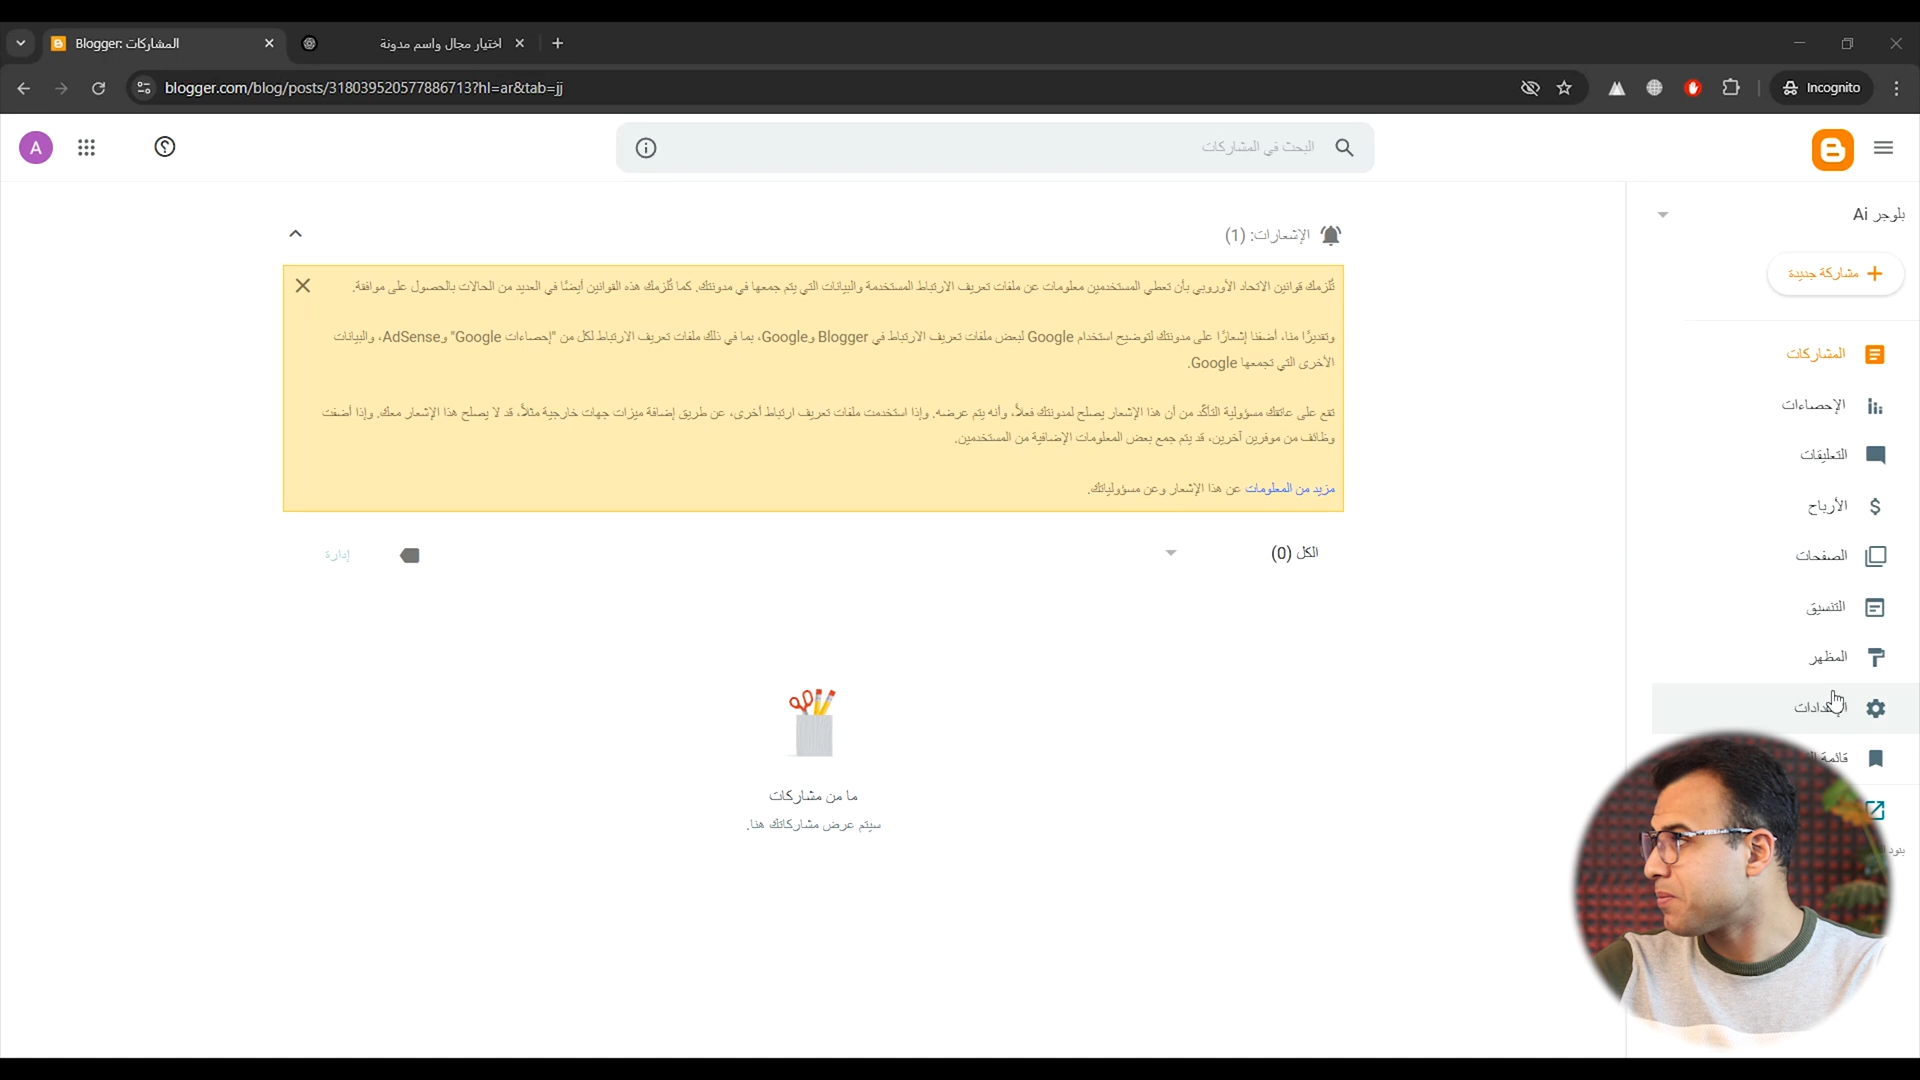 Blogger: المشاركات
اختيار مجال واسم مدونة
blogger.com/blog/posts/318039520577886713?hl=ar&tab=jj
Incognito
A
البحث في المشاركات
بلوجر Ai
مشاركة جديدة
المشاركات
الإحصاءات
التعليقات
الأرباح
الصفحات
التنسيق
المظهر
قائمة
بنود
الإشعارات: (1)
تُلزمك قوانين الاتحاد الأوروبي بأن تعطي المستخدمين معلومات عن ملفات تعريف الارتباط المستخدمة والبيانات التي يتم جمعها في مدونتك. كما تُلزمك هذه القوانين أيضًا في العديد من الحالات بالحصول على موافقة.
وتقديرًا منا، أضفنا إشعارًا على مدونتك لتوضيح استخدام Google لبعض ملفات تعريف الارتباط في Blogger وGoogle، بما في ذلك ملفات تعريف الارتباط لكل من "إحصاءات Google" وAdSense، والبيانات
الأخرى التي تجمعها Google.
تقع على عاتقك مسؤولية التأكّد من أن هذا الإشعار يصلح لمدونتك فعلاً، وأنه يتم عرضه. وإذا استخدمت ملفات تعريف ارتباط أخرى، عن طريق إضافة ميزات جهات خارجية مثلاً، قد لا يصلح هذا الإشعار معك. وإذا أضفت
وظائف من موفرين آخرين، قد يتم جمع بعض المعلومات الإضافية من المستخدمين.
مزيد من المعلومات عن هذا الإشعار وعن مسؤولياتك.
الكل (0)
إدارة
ما من مشاركات
سيتم عرض مشاركاتك هنا.